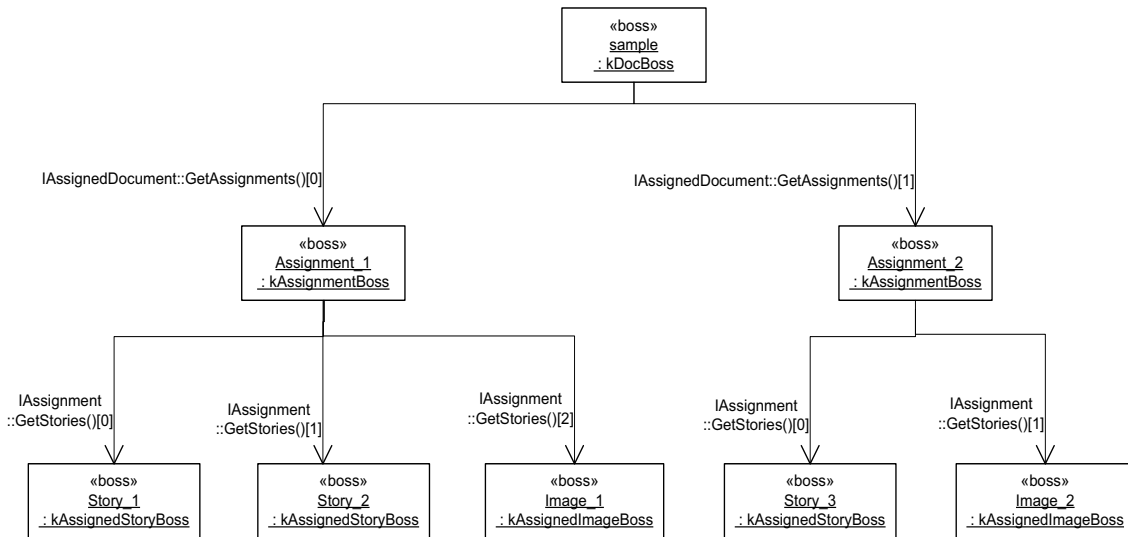 «boss»
sample
: kDocBoss
IAssignedDocument::GetAssignments()[0]
IAssignedDocument::GetAssignments()[1]
«boss»
Assignment_1
: kAssignmentBoss
«boss»
Assignment_2
: kAssignmentBoss
IAssignment
::GetStories()[0]
IAssignment
::GetStories()[1]
IAssignment
::GetStories()[2]
IAssignment
::GetStories()[0]
IAssignment
::GetStories()[1]
«boss»
Story_1
: kAssignedStoryBoss
«boss»
Story_2
: kAssignedStoryBoss
«boss»
Image_1
: kAssignedImageBoss
«boss»
Story_3
: kAssignedStoryBoss
«boss»
Image_2
: kAssignedImageBoss